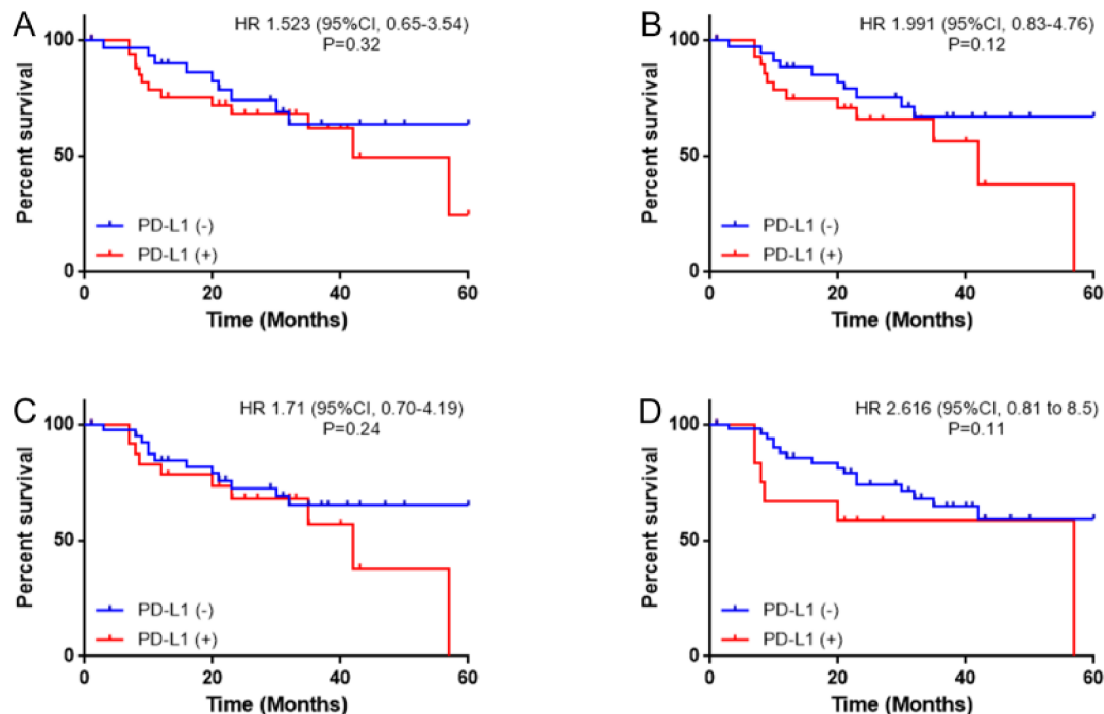 A
HR 1.523 (95%CI, 0.65-3.54)
P=0.32
Percent survival
100
50
0
PD-L1 (-)
PD-L1 (+)
0 20 40 60
Time (Months)
B
HR 1.991 (95%CI, 0.83-4.76)
P=0.12
Percent survival
100
50
0
PD-L1 (-)
PD-L1 (+)
0 20 40 60
Time (Months)
C
HR 1.71 (95%CI, 0.70-4.19)
P=0.24
Percent survival
100
50
0
PD-L1 (-)
PD-L1 (+)
0 20 40 60
Time (Months)
D
HR 2.616 (95%CI, 0.81 to 8.5)
P=0.11
Percent survival
100
50
0
PD-L1 (-)
PD-L1 (+)
0 20 40 60
Time (Months)